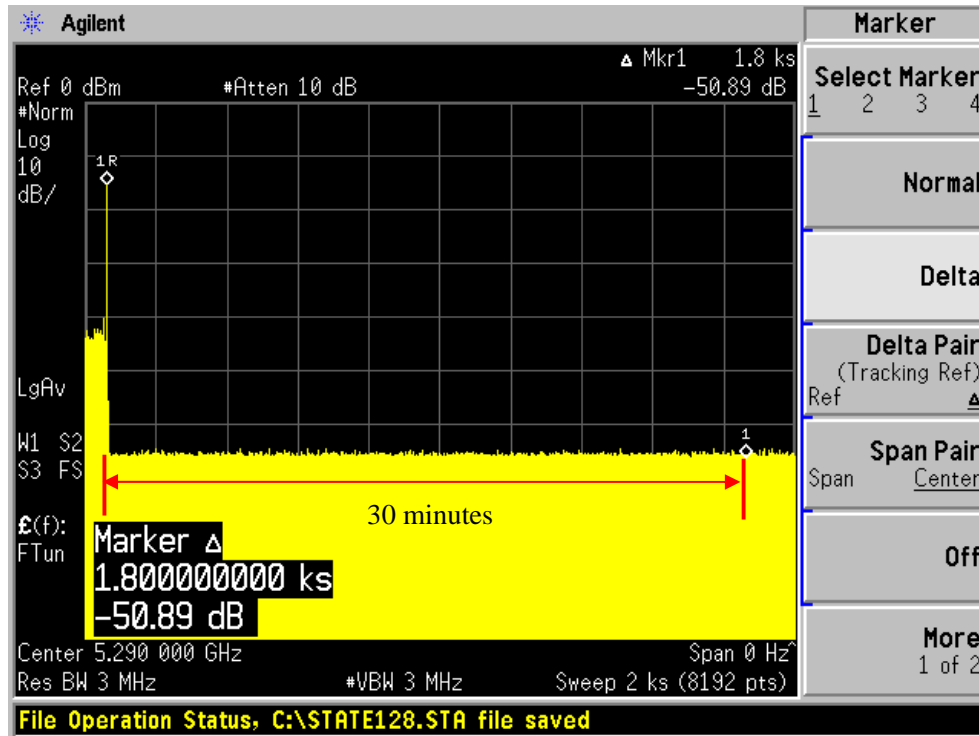 Agilent
Marker
Δ Mkr1 1.8 ks
Ref 0 dBm #Atten 10 dB -50.89 dB
#Norm
Log
10
dB/
1R
LgAv
W1 S2
S3 FS
£(f):
FTun
1
30 minutes
Marker Δ
1.800000000 ks
-50.89 dB
Center 5.290 000 GHz Span 0 Hz^
Res BW 3 MHz #VBW 3 MHz Sweep 2 ks (8192 pts)
File Operation Status, C:\STATE128.STA file saved
Select Marker
1 2 3 4
Normal
Delta
Delta Pair
(Tracking Ref)
Ref Δ
Span Pair
Span Center
Off
More
1 of 2